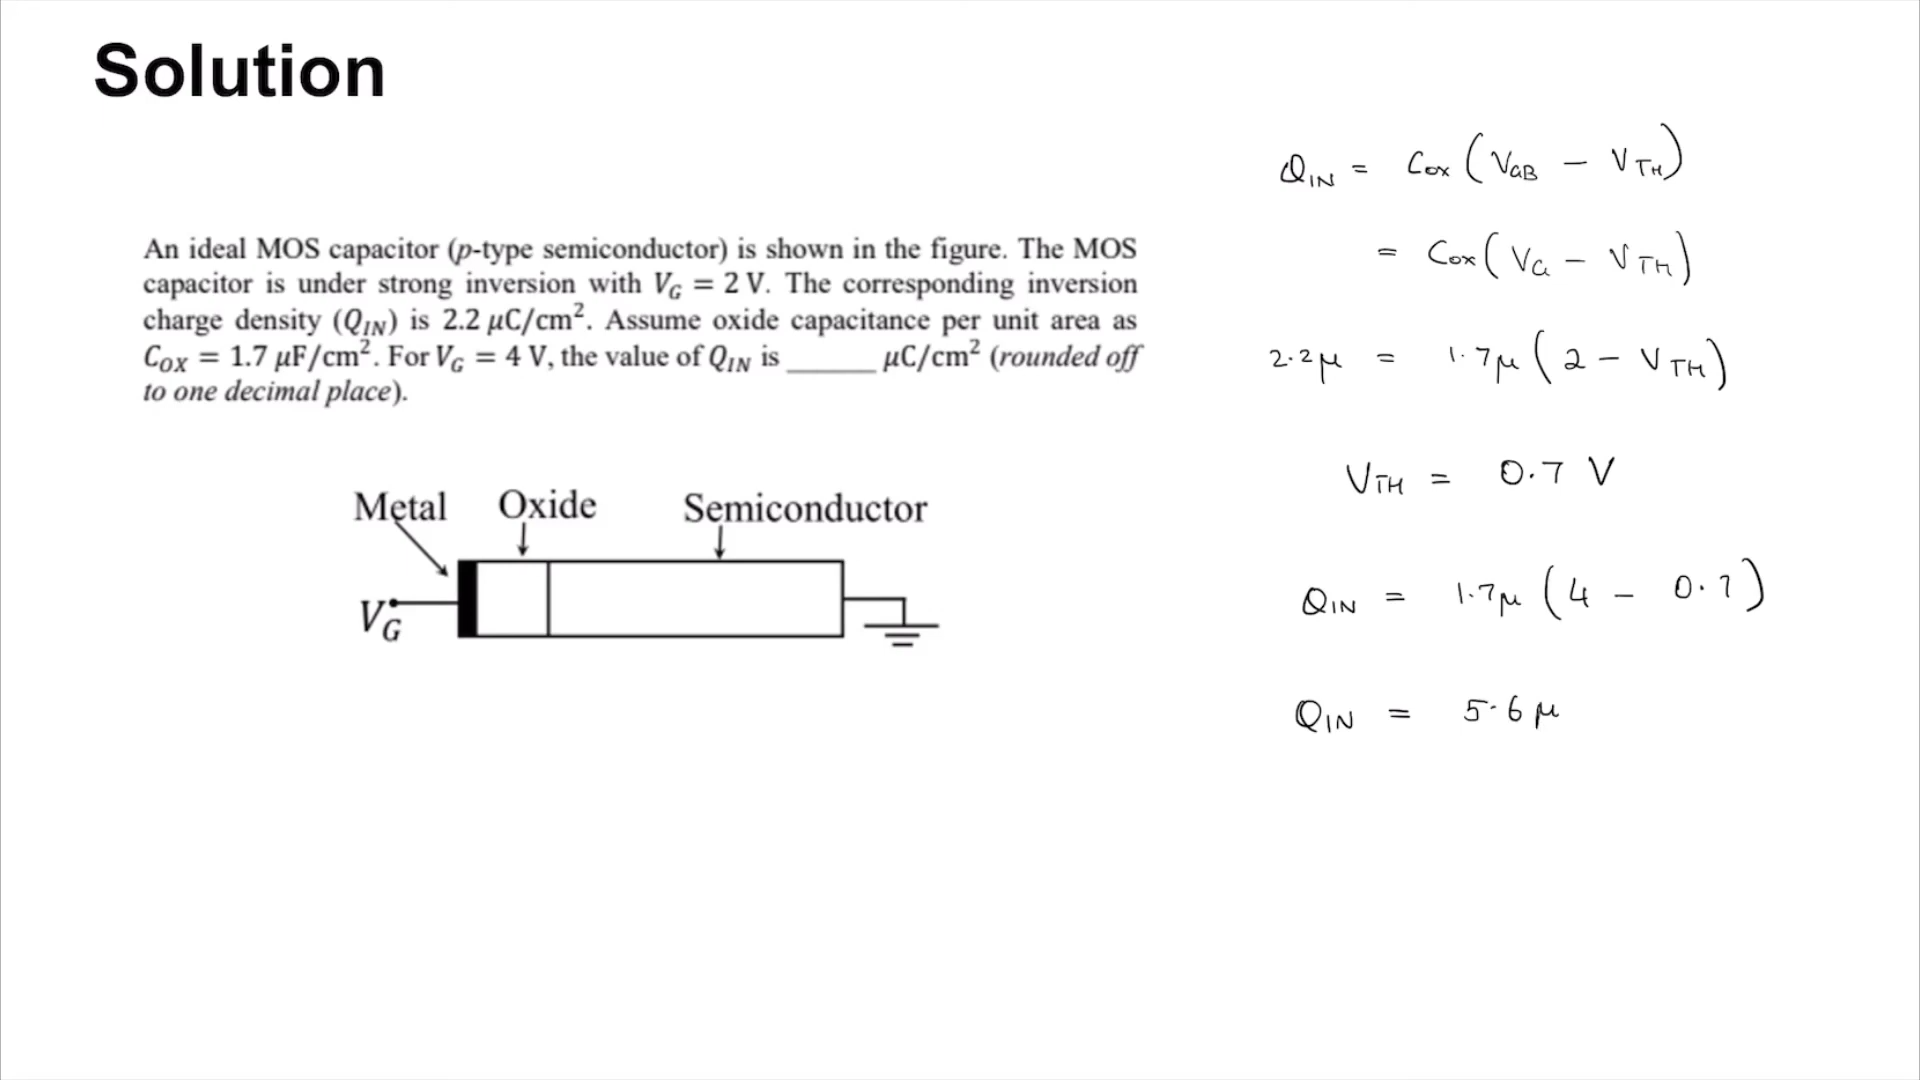 Solution
An ideal MOS capacitor (p-type semiconductor) is shown in the figure. The MOS
capacitor is under strong inversion with V_G = 2 V. The corresponding inversion
charge density (Q_IN) is 2.2 μC/cm². Assume oxide capacitance per unit area as
C_OX = 1.7 μF/cm². For V_G = 4 V, the value of Q_IN is ______ μC/cm² (rounded off
to one decimal place).
Metal Oxide Semiconductor
V_G
Q_IN = C_ox (V_GB − V_TH)
= C_ox (V_G − V_TH)
2.2μ = 1.7μ (2 − V_TH)
V_TH = 0.7 V
Q_IN = 1.7μ (4 − 0.7)
Q_IN = 5.6μ